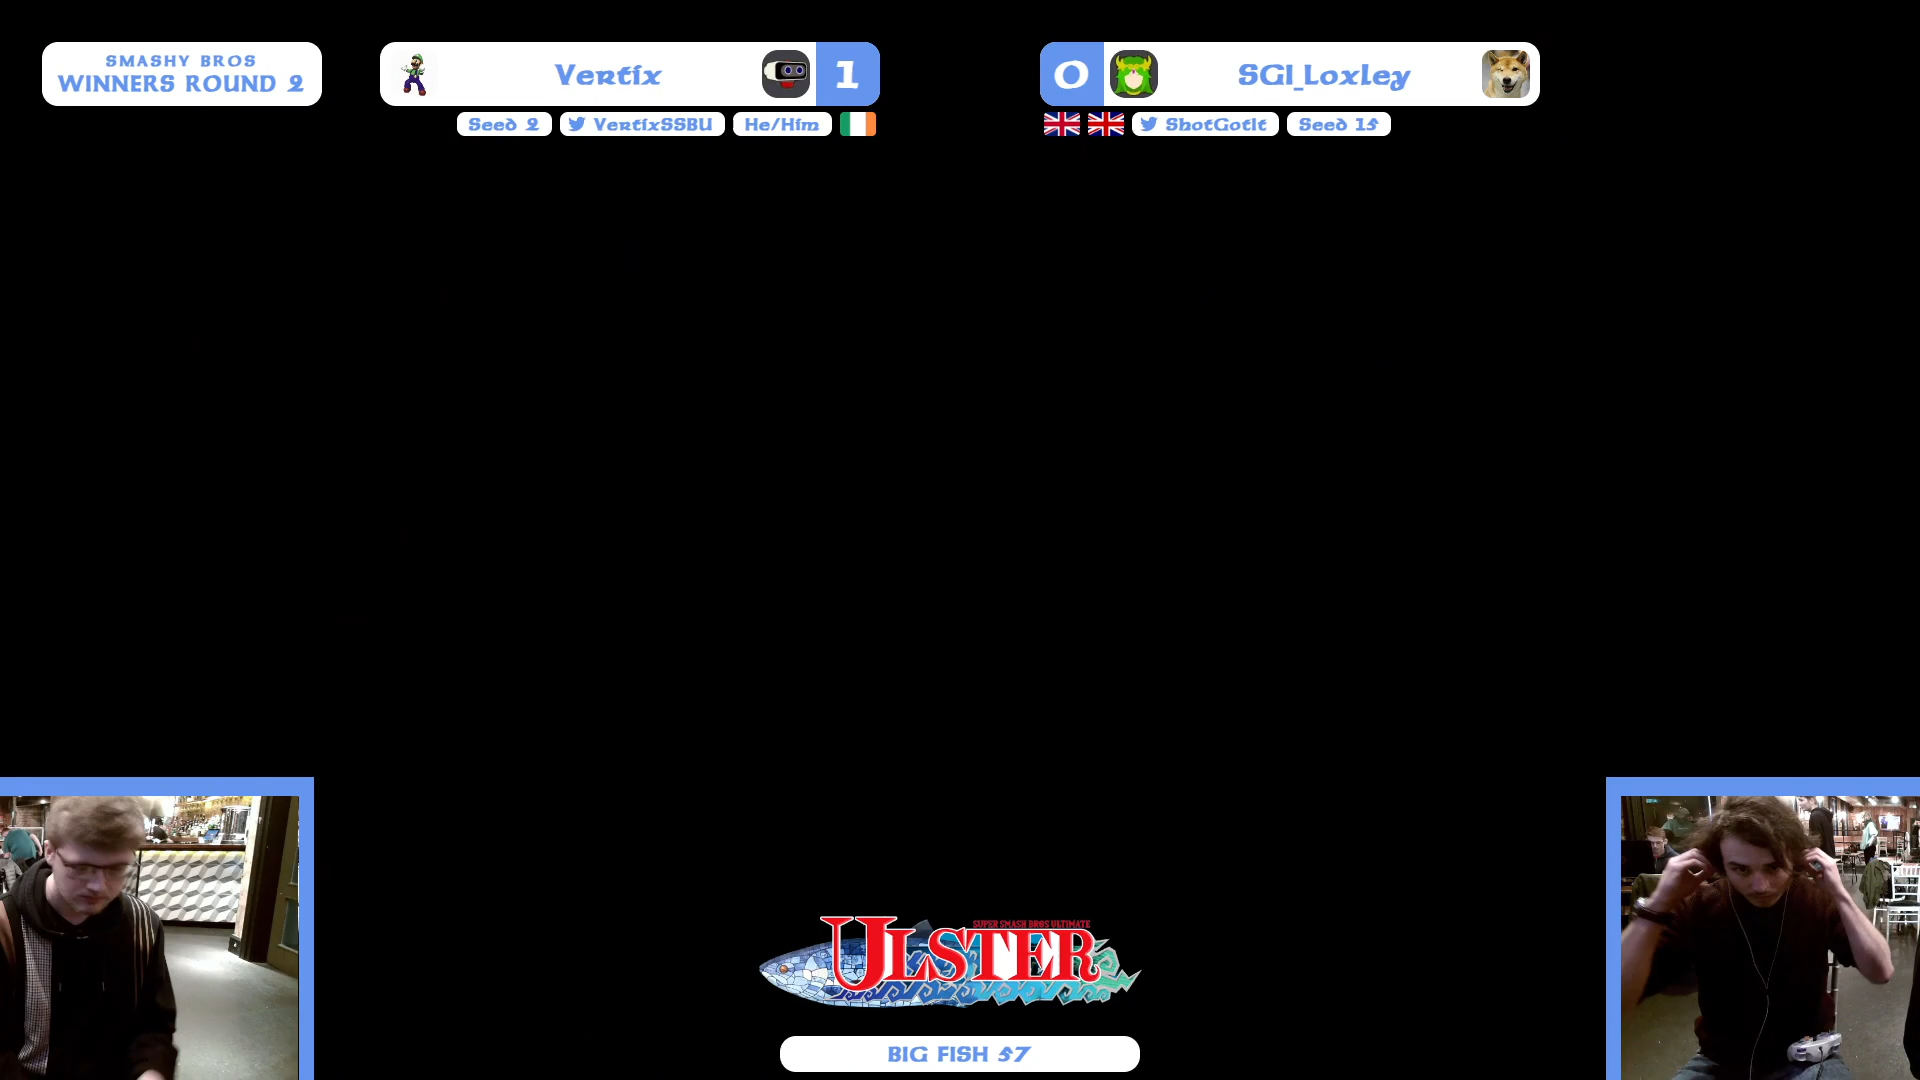 SMASHY BROS
WINNERS ROUND 2
Vertix
1
0
SGI_Loxley
Seed 2
VertixSSBU
He/Him
ShotGotIt
Seed 15
SUPER SMASH BROS ULTIMATE
ULSTER
BIG FISH 57